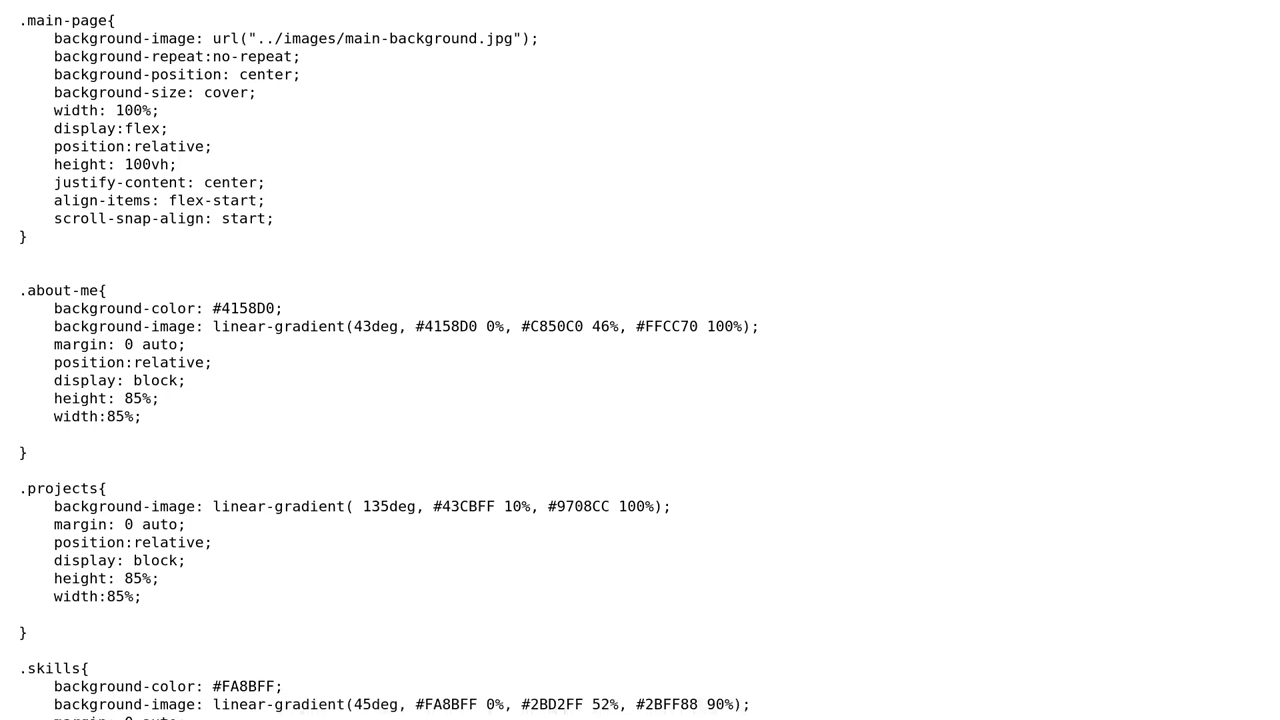 .main-page{
    background-image: url("../images/main-background.jpg");
    background-repeat:no-repeat;
    background-position: center;
    background-size: cover;
    width: 100%;
    display:flex;
    position:relative;
    height: 100vh;
    justify-content: center;
    align-items: flex-start;
    scroll-snap-align: start;
}
.about-me{
    background-color: #4158D0;
    background-image: linear-gradient(43deg, #4158D0 0%, #C850C0 46%, #FFCC70 100%);
    margin: 0 auto;
    position:relative;
    display: block;
    height: 85%;
    width:85%;
}
.projects{
    background-image: linear-gradient( 135deg, #43CBFF 10%, #9708CC 100%);
    margin: 0 auto;
    position:relative;
    display: block;
    height: 85%;
    width:85%;
}
.skills{
    background-color: #FA8BFF;
    background-image: linear-gradient(45deg, #FA8BFF 0%, #2BD2FF 52%, #2BFF88 90%);
    margin: 0 auto;